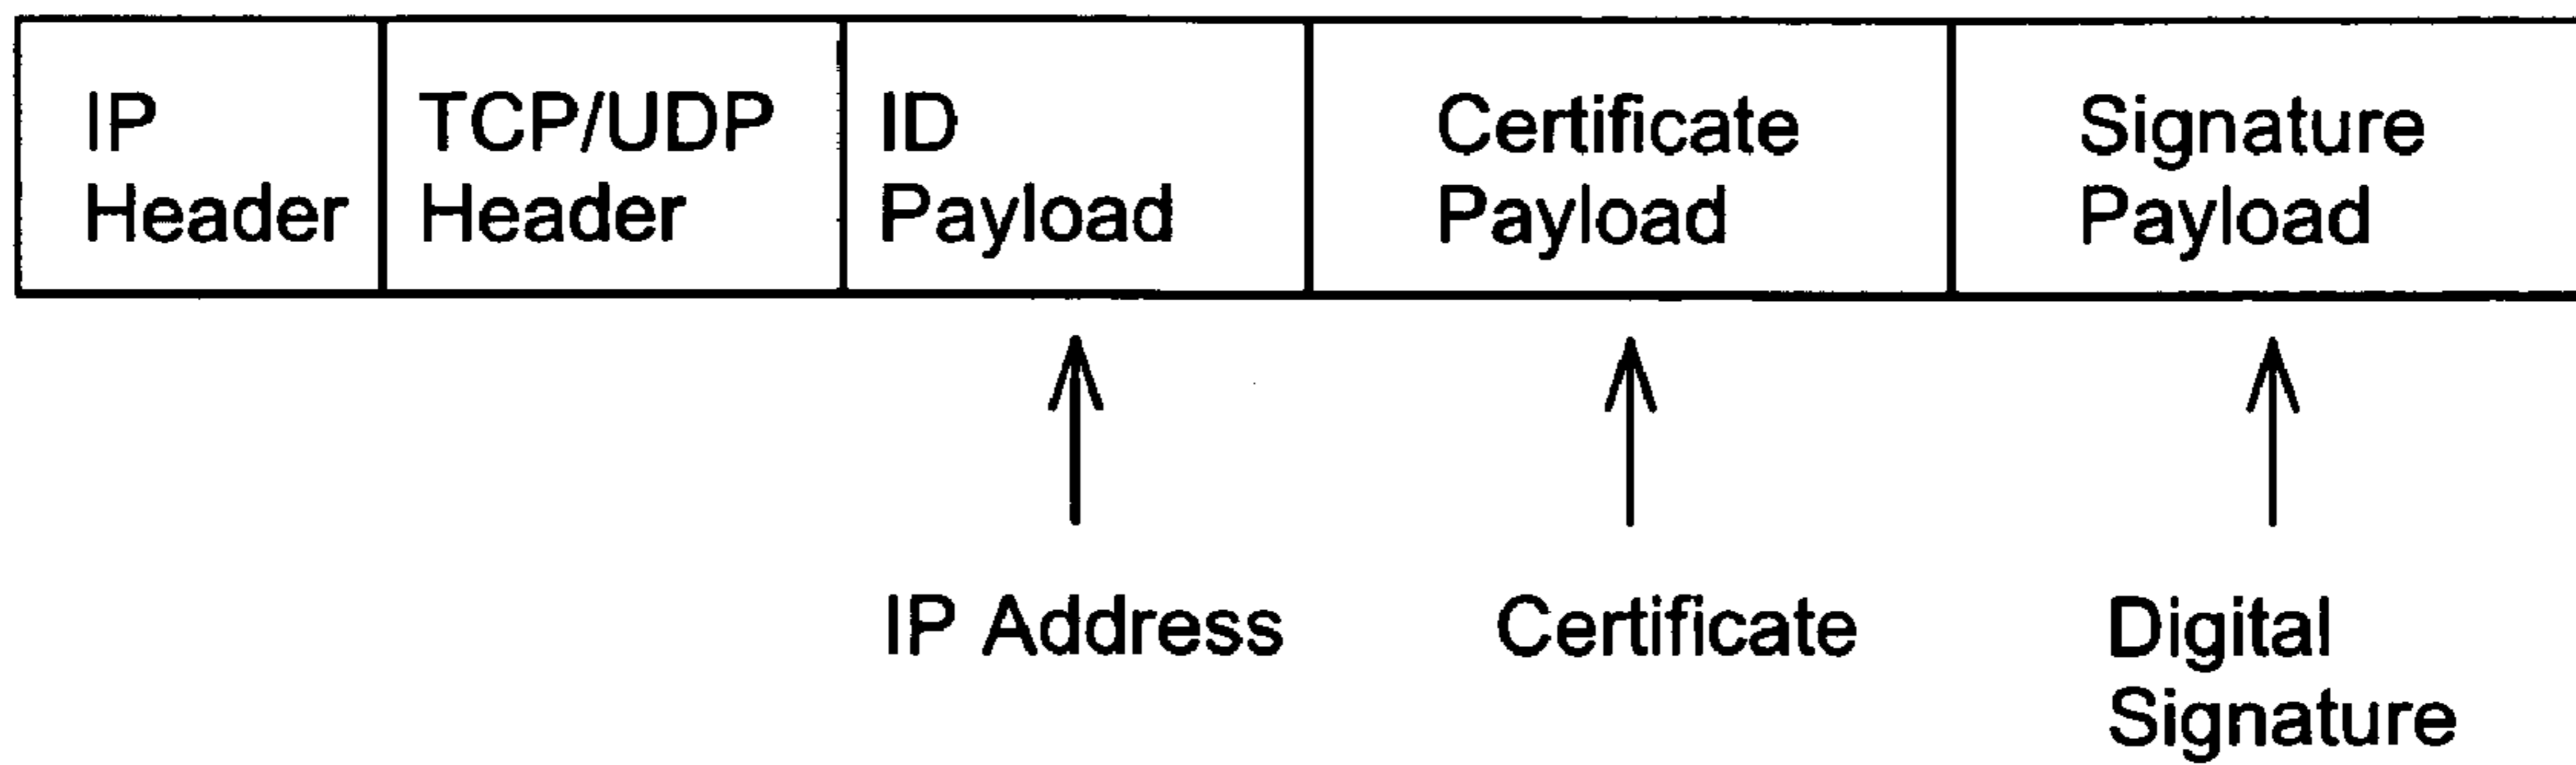 IP
Header
TCP/UDP
Header
ID
Payload
Certificate
Payload
Signature
Payload
IP Address
Certificate
Digital
Signature